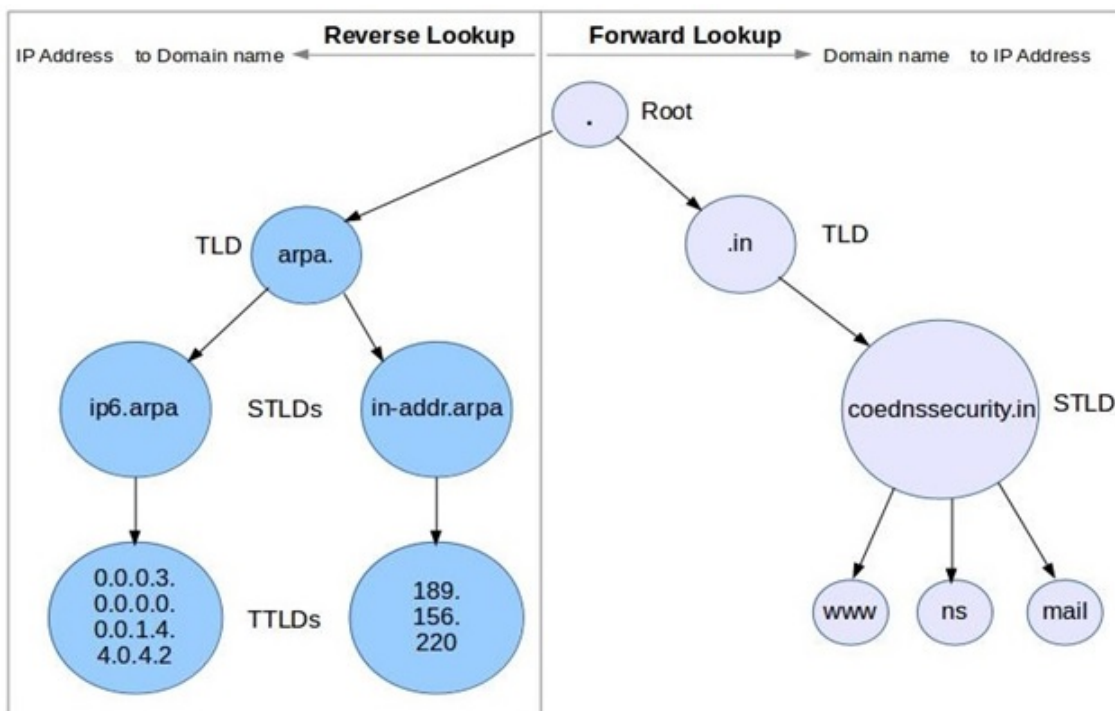 Reverse Lookup
IP Address to Domain name
Forward Lookup
Domain name to IP Address
. Root
TLD
arpa.
.in
TLD
ip6.arpa
STLDs
in-addr.arpa
coednssecurity.in
STLD
0.0.0.3.
0.0.0.0.
0.0.1.4.
4.0.4.2
TTLDs
189.
156.
220
www
ns
mail